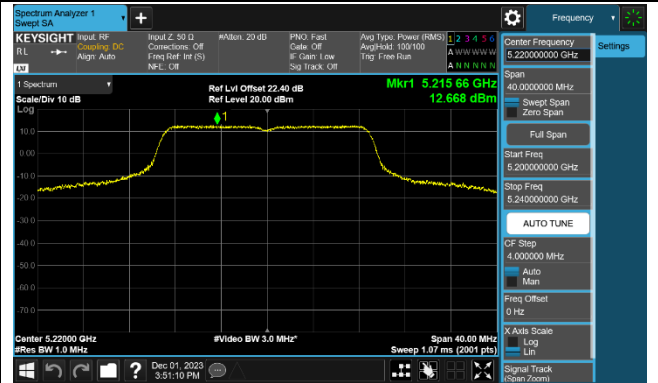 Spectrum Analyzer 1
Swept SA
+
Frequency
KEYSIGHT
RL
LXI
Input: RF
Coupling: DC
Align: Auto
Input Z: 50 Ω
Corrections: Off
Freq Ref: Int (S)
NFE: Off
#Atten: 20 dB
PNO: Fast
Gate: Off
IF Gain: Low
Sig Track: Off
Avg Type: Power (RMS)
Avg|Hold: 100/100
Trig: Free Run
1 2 3 4 5 6
A W W W W W
A N N N N N
1 Spectrum
Scale/Div 10 dB
Log
Ref Lvl Offset 22.40 dB
Ref Level 20.00 dBm
Mkr1 5.215 66 GHz
12.668 dBm
1
10.0
0.00
-10.0
-20.0
-30.0
-40.0
-50.0
-60.0
-70.0
Center 5.22000 GHz
#Res BW 1.0 MHz
#Video BW 3.0 MHz*
Span 40.00 MHz
Sweep 1.07 ms (2001 pts)
Center Frequency
5.220000000 GHz
Span
40.0000000 MHz
Swept Span
Zero Span
Full Span
Start Freq
5.200000000 GHz
Stop Freq
5.240000000 GHz
AUTO TUNE
CF Step
4.000000 MHz
Auto
Man
Freq Offset
0 Hz
X Axis Scale
Log
Lin
Signal Track
(Span Zoom)
Settings
?
Dec 01, 2023
3:51:10 PM